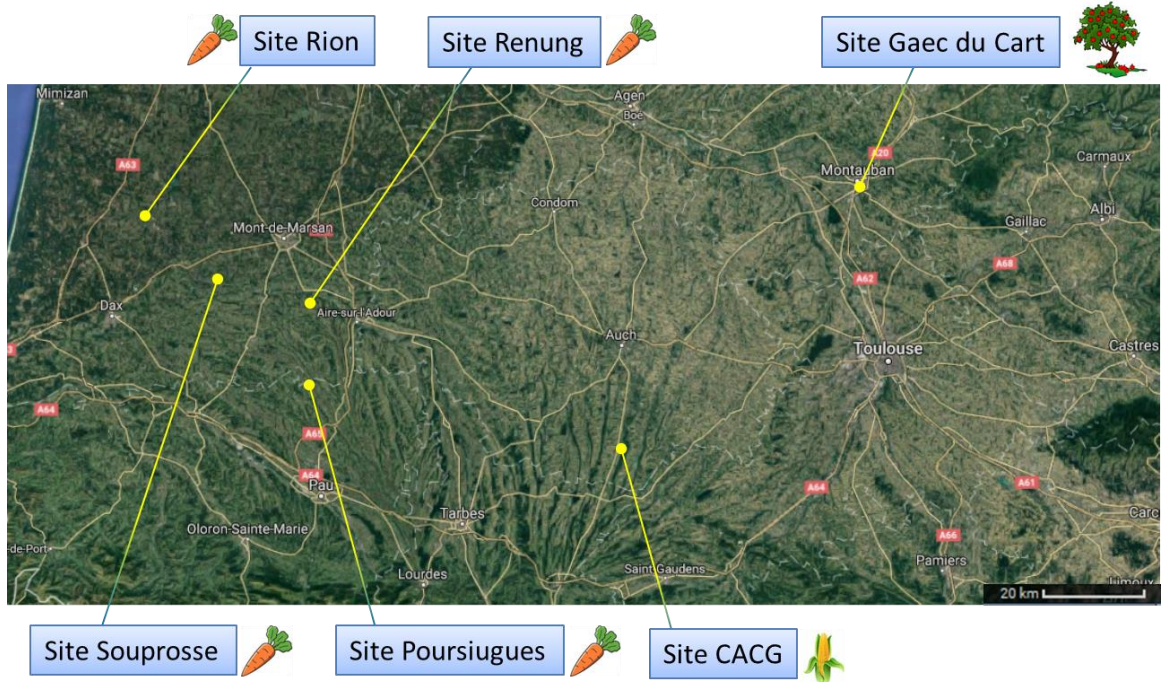 Site Rion
Site Renung
Site Gaec du Cart
Mimizan
Agen
Boé
A63
A20
Montauban
Carmaux
Condom
Albi
Mont-de-Marsan
Gaillac
A68
A62
Dax
Aire-sur-l'Adour
Auch
Toulouse
Castres
A64
A65
A64
Pau
A64
A61
Tarbes
Carc
Oloron-Sainte-Marie
A66
-de-Port
Pamiers
Lourdes
Saint-Gaudens
Limoux
20 km
Site Souprosse
Site Poursiugues
Site CACG